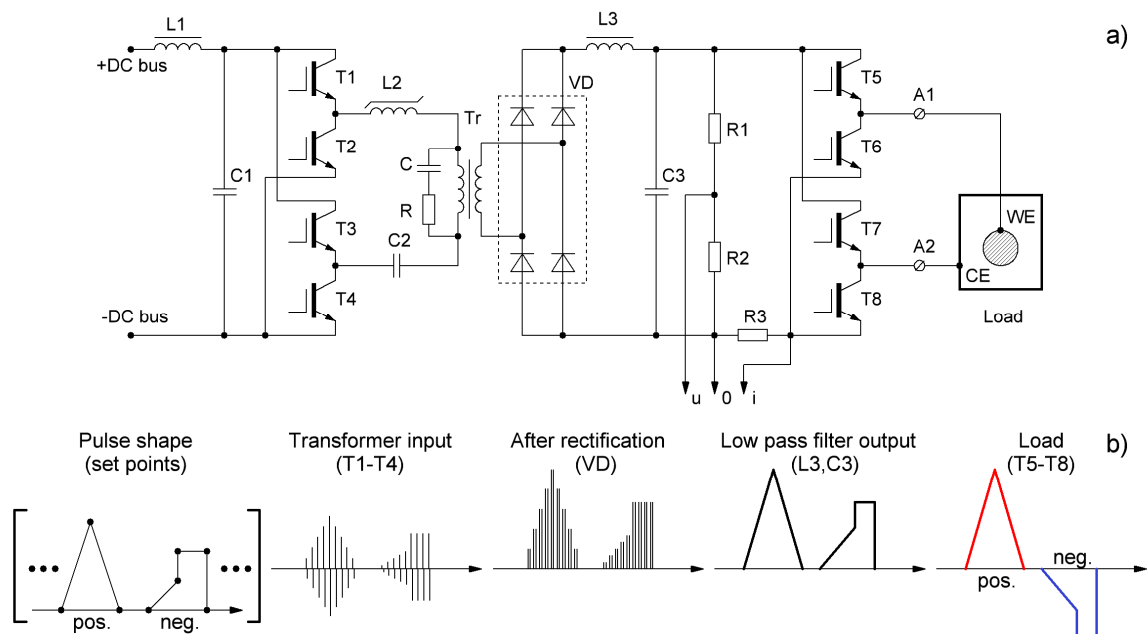 L1
L3
a)
+DC bus
T1
VD
T5
A1
L2
Tr
T2
R1
T6
C
C1
C3
R
T3
WE
T7
C2
R2
A2
CE
T4
T8
-DC bus
R3
Load
u
0
i
Pulse shape
(set points)
Transformer input
(T1-T4)
After rectification
(VD)
Low pass filter output
(L3,C3)
Load
(T5-T8)
b)
pos.
neg.
pos.
neg.